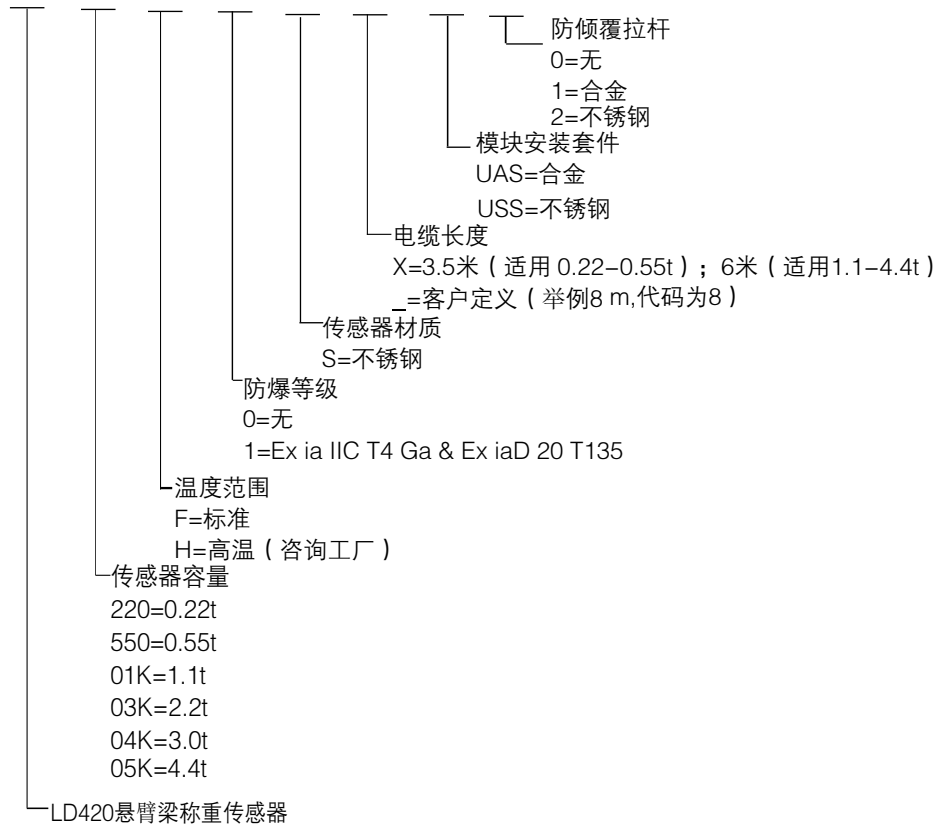 防倾覆拉杆
0=无
1=合金
2=不锈钢
模块安装套件
UAS=合金
USS=不锈钢
电缆长度
X=3.5米（适用 0.22–0.55t）；6米（适用1.1–4.4t）
_=客户定义（举例8 m,代码为8）
传感器材质
S=不锈钢
防爆等级
0=无
1=Ex ia IIC T4 Ga & Ex iaD 20 T135
温度范围
F=标准
H=高温（咨询工厂）
传感器容量
220=0.22t
550=0.55t
01K=1.1t
03K=2.2t
04K=3.0t
05K=4.4t
LD420悬臂梁称重传感器